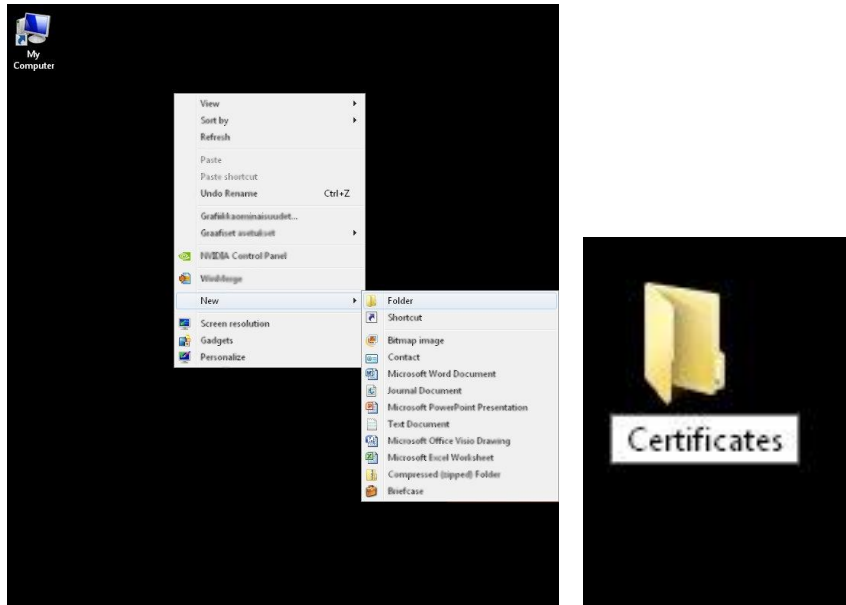 My
Computer
View
Sort by
Refresh
Paste
Paste shortcut
Undo Rename Ctrl+Z
Grafiikkaominaisuudet...
Graafiset asetukset
NVIDIA Control Panel
WinMerge
New
Screen resolution
Gadgets
Personalize
Folder
Shortcut
Bitmap image
Contact
Microsoft Word Document
Journal Document
Microsoft PowerPoint Presentation
Text Document
Microsoft Office Visio Drawing
Microsoft Excel Worksheet
Compressed (zipped) Folder
Briefcase
Certificates